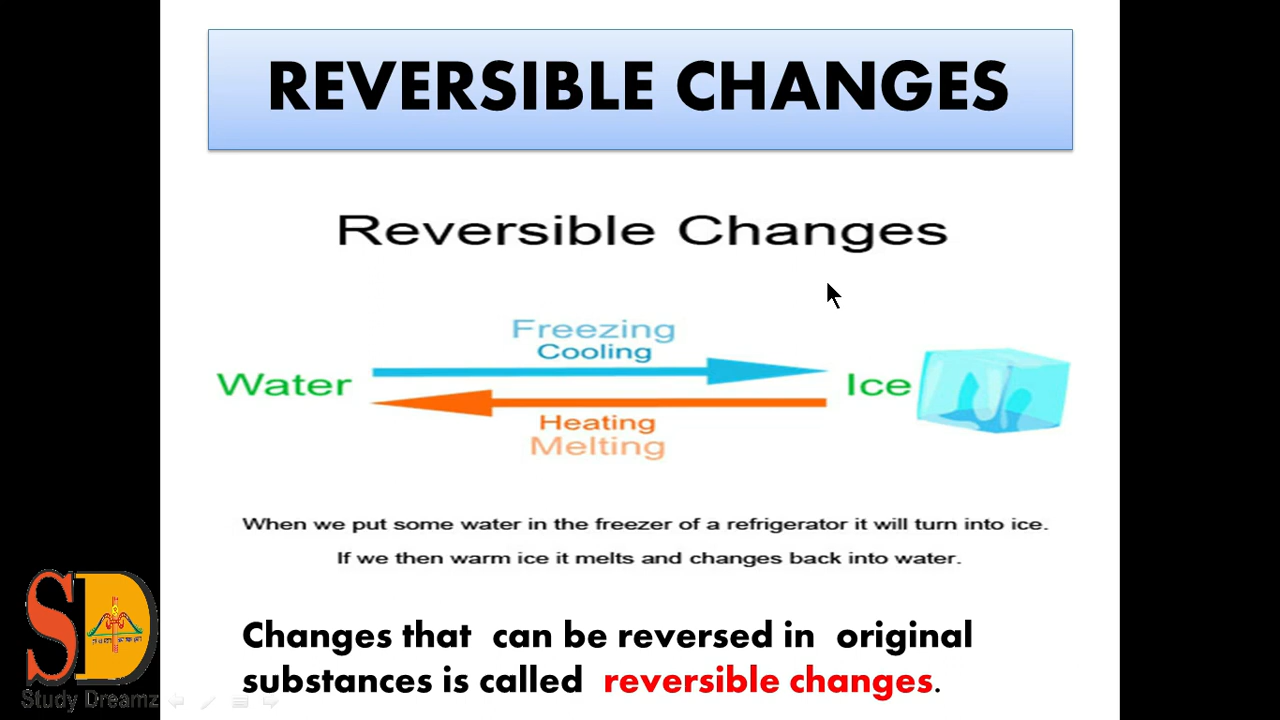 REVERSIBLE CHANGES
Reversible Changes
Freezing
Cooling
Water
Ice
Heating
Melting
When we put some water in the freezer of a refrigerator it will turn into ice.
If we then warm ice it melts and changes back into water.
Changes that can be reversed in original
substances is called reversible changes.
SD
Study Dreamz